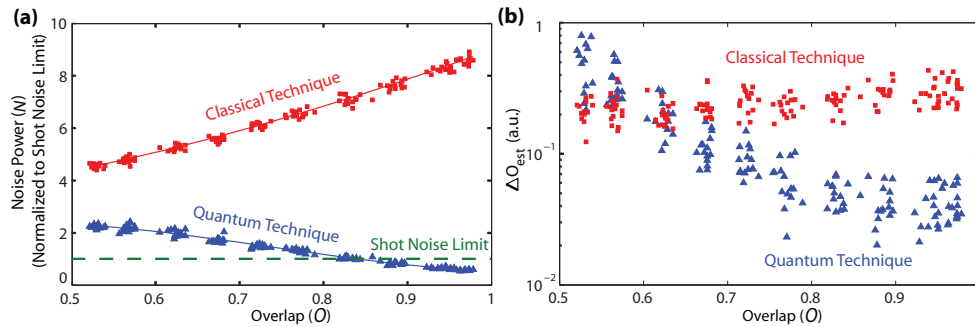 (a)
10
8
6
4
2
0
Noise Power (N)
(Normalized to Shot Noise Limit)
Classical Technique
Quantum Technique
Shot Noise Limit
0.5 0.6 0.7 0.8 0.9 1
Overlap (O)
(b)
1
10⁻¹
10⁻²
ΔO_est (a.u.)
Classical Technique
Quantum Technique
0.5 0.6 0.7 0.8 0.9
Overlap (O)